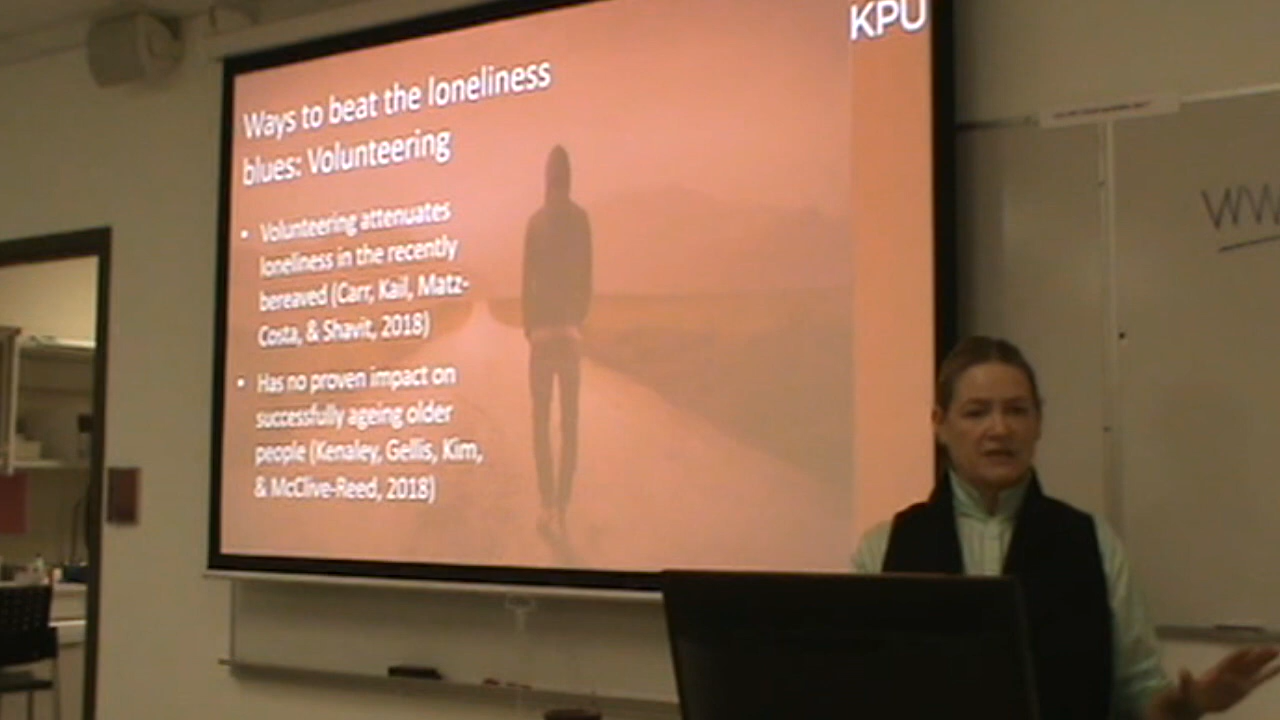 KPU
Ways to beat the loneliness
blues: Volunteering
• Volunteering attenuates
loneliness in the recently
bereaved (Carr, Kail, Matz-
Costa, & Shavit, 2018)
• Has no proven impact on
successfully ageing older
people (Kenaley, Gellis, Kim,
& McClive-Reed, 2018)
WW